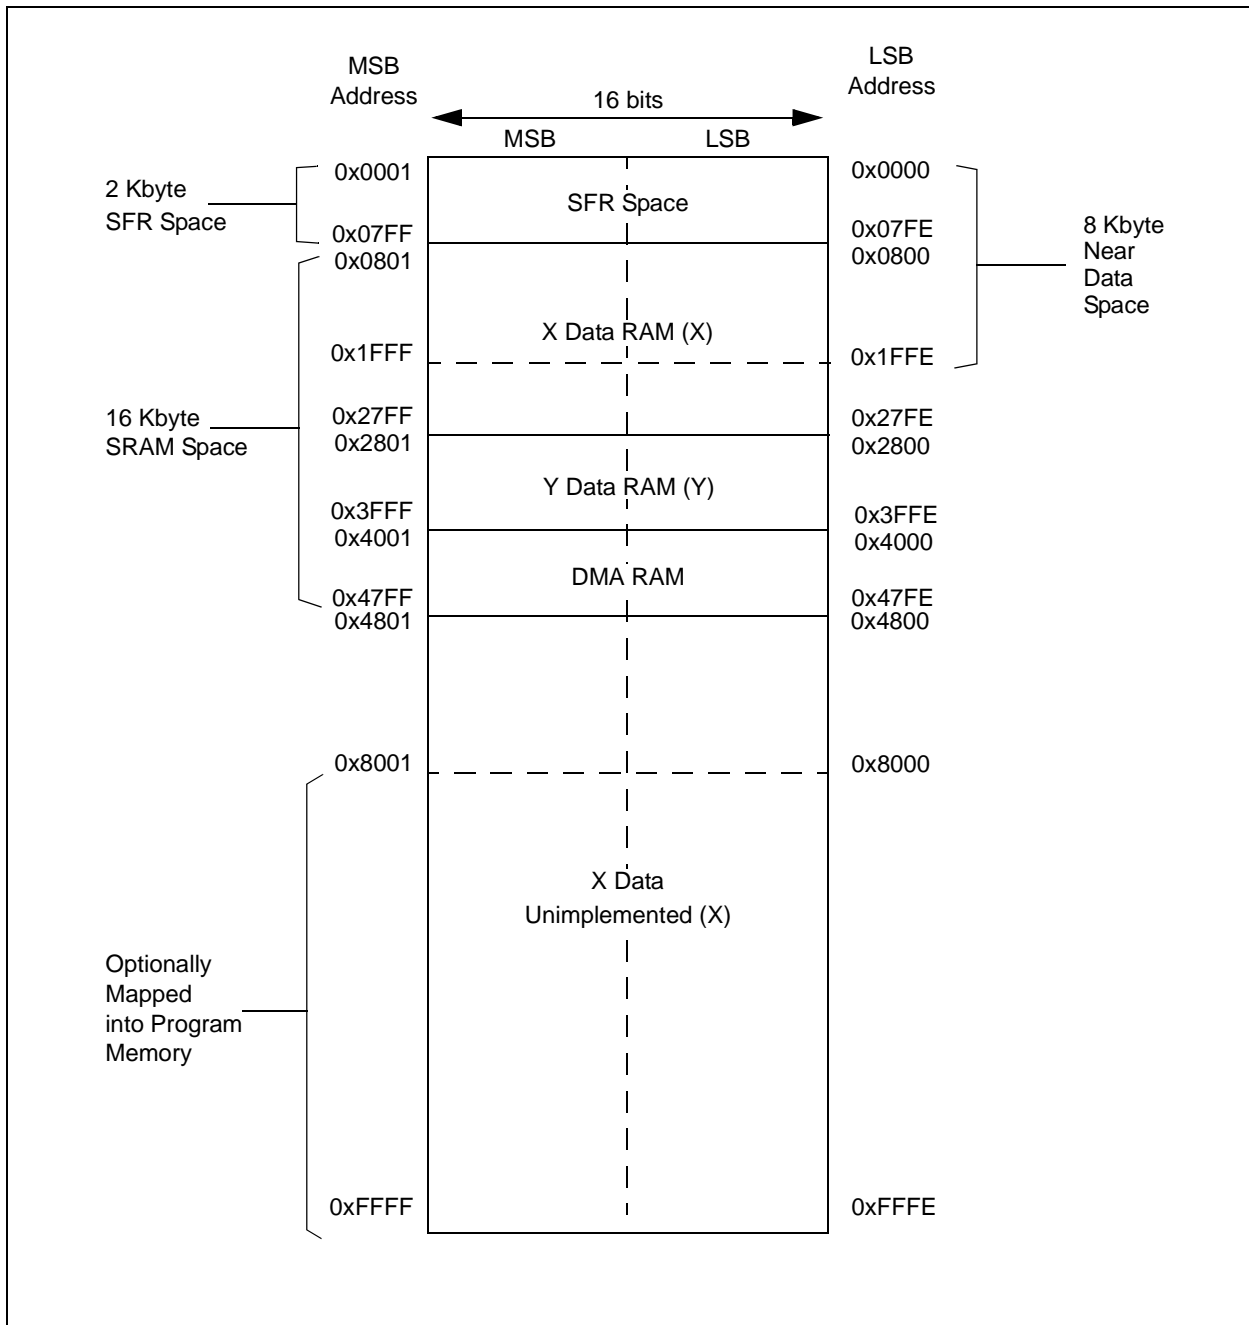 MSB
Address
LSB
Address
16 bits
MSB
LSB
0x0001
0x0000
2 Kbyte
SFR Space
SFR Space
0x07FF
0x07FE
0x0801
0x0800
8 Kbyte
Near
Data
Space
X Data RAM (X)
0x1FFF
0x1FFE
16 Kbyte
SRAM Space
0x27FF
0x27FE
0x2801
0x2800
Y Data RAM (Y)
0x3FFF
0x3FFE
0x4001
0x4000
DMA RAM
0x47FF
0x47FE
0x4801
0x4800
0x8001
0x8000
X Data
Unimplemented (X)
Optionally
Mapped
into Program
Memory
0xFFFF
0xFFFE